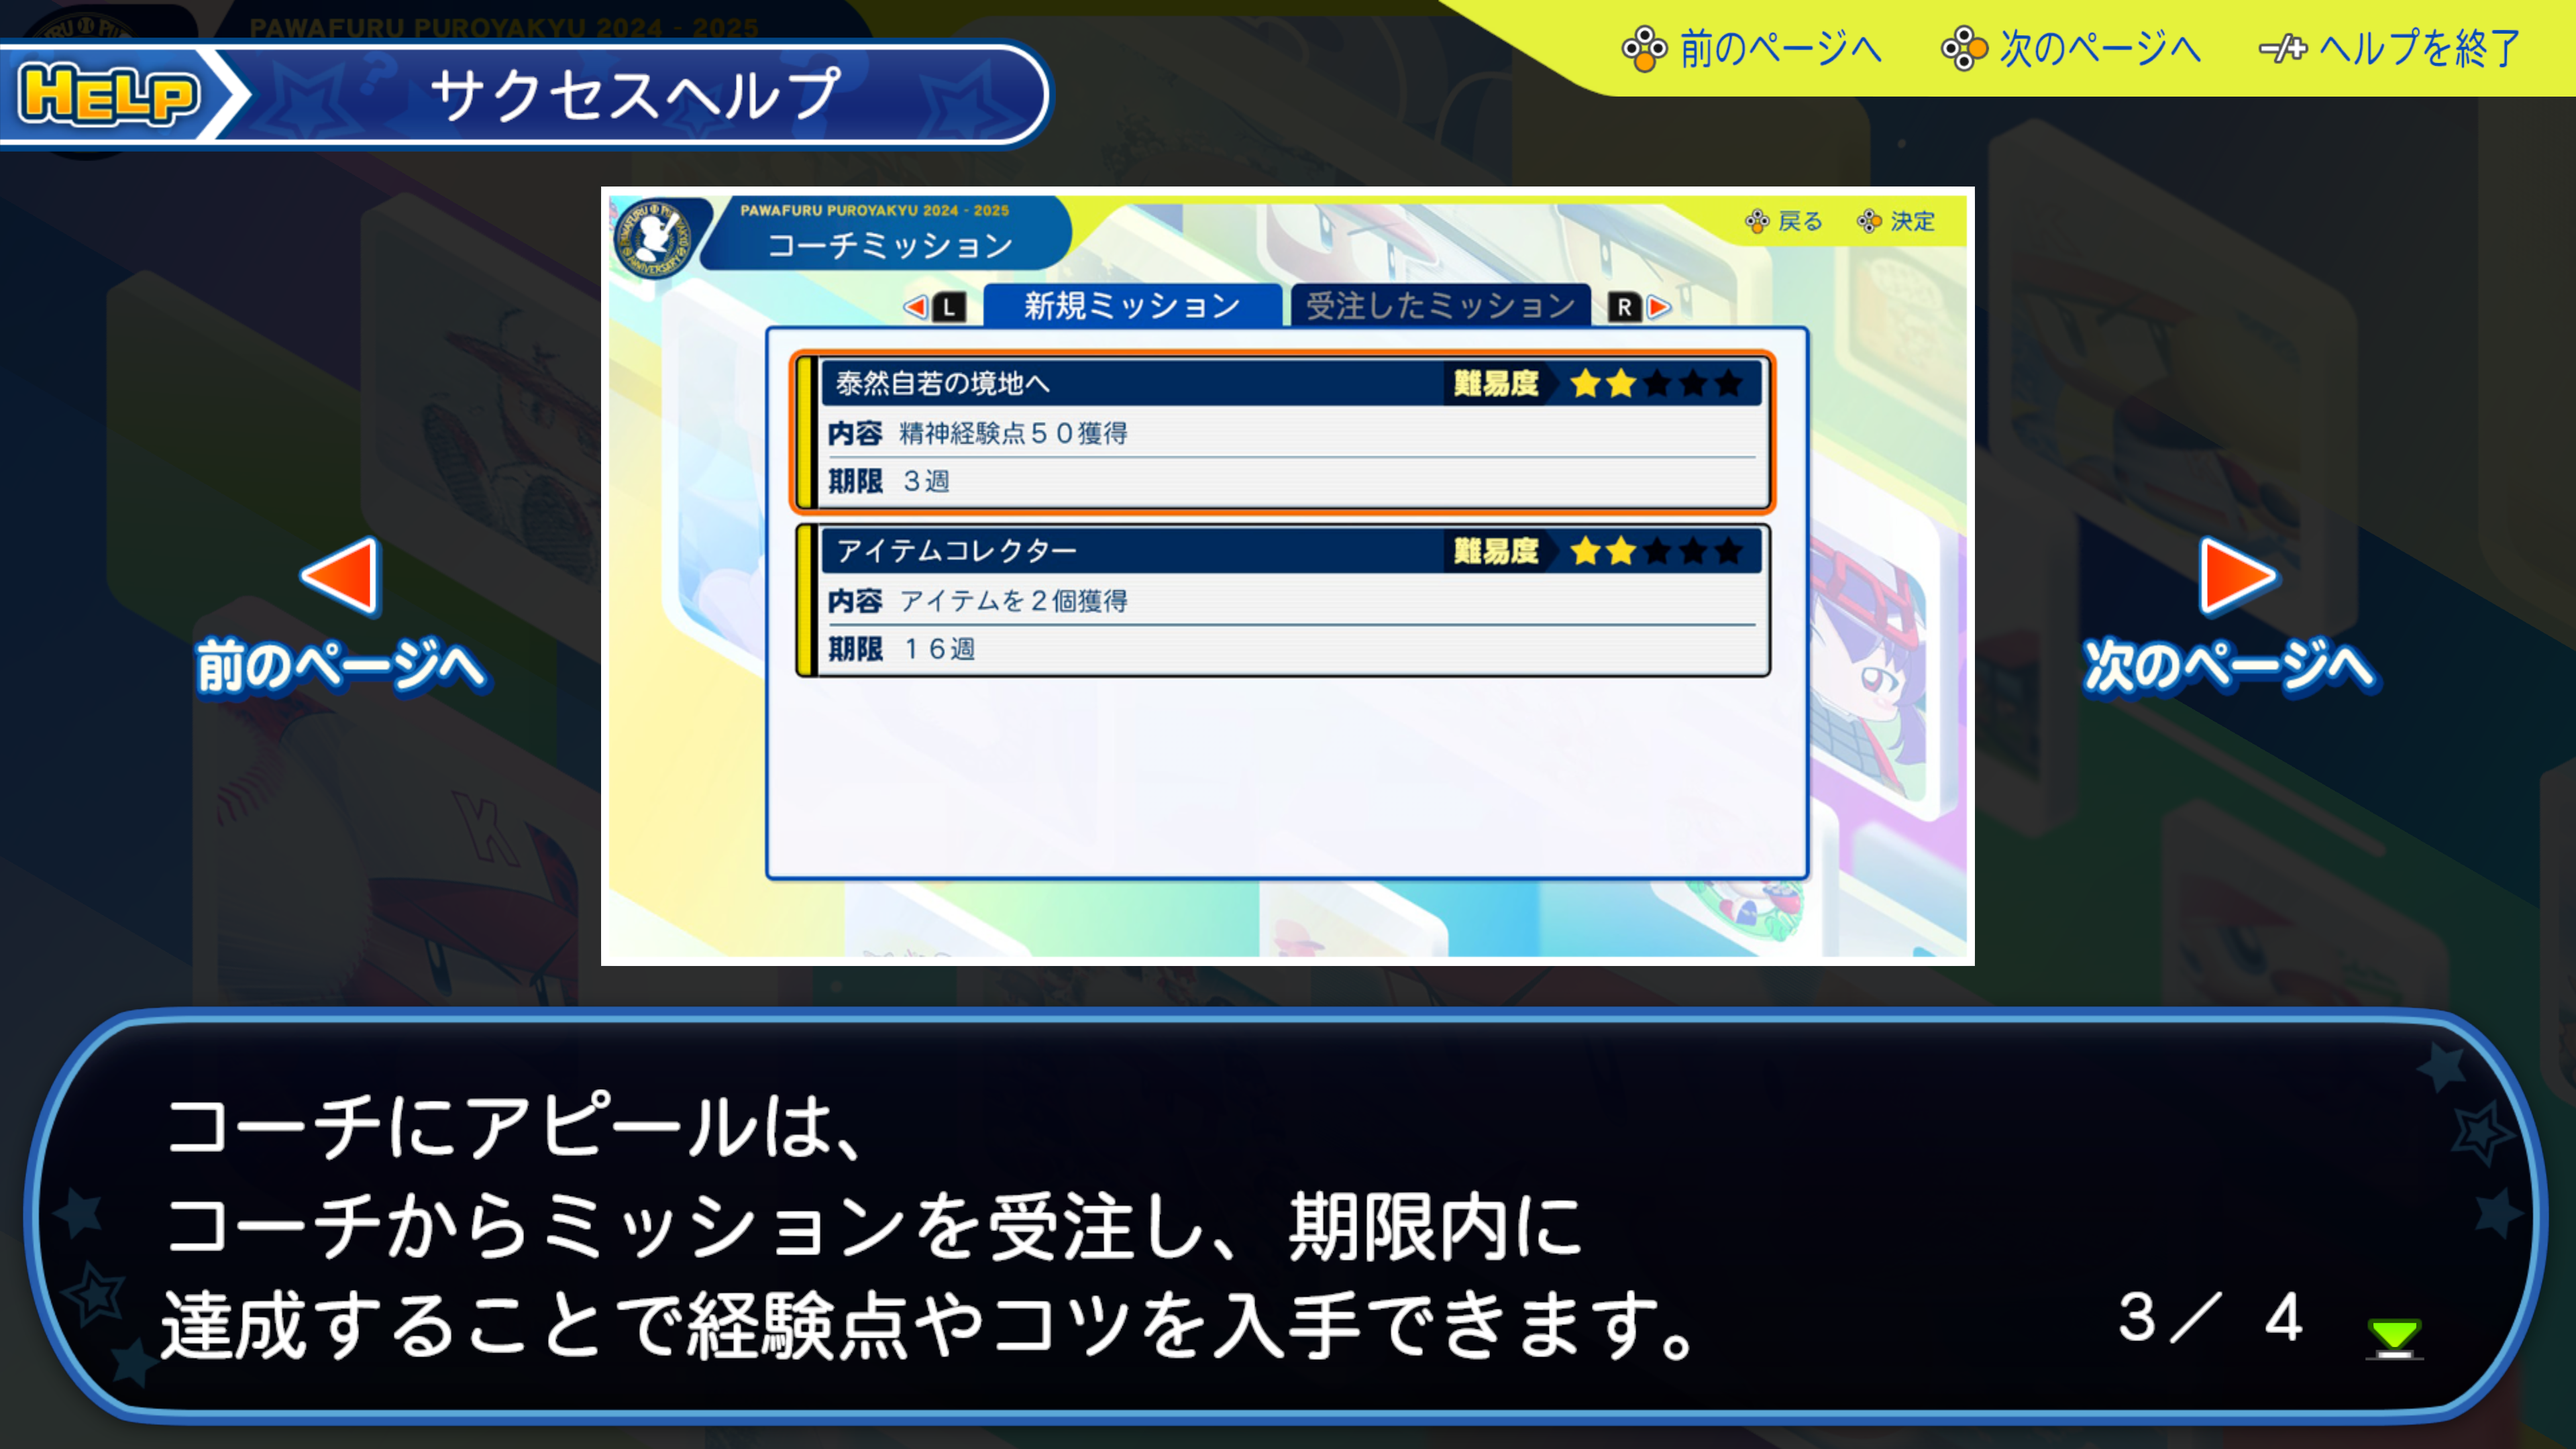 PAWAFURU PUROYAKYU 2024 - 2025
前のページへ 次のページへ -/+ ヘルプを終了
HELP サクセスヘルプ
PAWAFURU PUROYAKYU 2024 - 2025
コーチミッション
戻る 決定
L 新規ミッション 受注したミッション R
泰然自若の境地へ 難易度 ★★★★★
内容 精神経験点50獲得
期限 3週
アイテムコレクター 難易度 ★★★★★
内容 アイテムを2個獲得
期限 16週
前のページへ
次のページへ
コーチにアピールは、
コーチからミッションを受注し、期限内に
達成することで経験点やコツを入手できます。
3/ 4